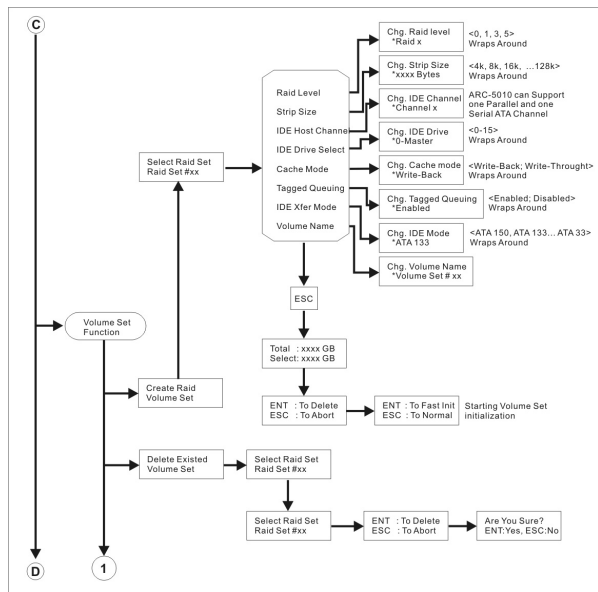 C
Chg. Raid level
*Raid x
<0, 1, 3, 5>
Wraps Around
Chg. Strip Size
*xxxx Bytes
<4k, 8k, 16k, ...128k>
Wraps Around
Raid Level
Strip Size
IDE Host Channe
IDE Drive Select
Cache Mode
Tagged Queuing
IDE Xfer Mode
Volume Name
Chg. IDE Channel
*Channel x
ARC-5010 can Support
one Parallel and one
Serial ATA Channel
Chg. IDE Drive
*0-Master
<0-15>
Wraps Around
Select Raid Set
Raid Set #xx
Chg. Cache mode
*Write-Back
<Write-Back; Write-Throught>
Wraps Around
Chg. Tagged Queuing
*Enabled
<Enabled; Disabled>
Wraps Around
Chg. IDE Mode
*ATA 133
<ATA 150, ATA 133... ATA 33>
Wraps Around
Chg. Volume Name
*Volume Set # xx
ESC
Volume Set
Function
Total : xxxx GB
Select: xxxx GB
Create Raid
Volume Set
ENT : To Delete
ESC : To Abort
ENT : To Fast Init
ESC : To Normal
Starting Volume Set
initialization
Delete Existed
Volume Set
Select Raid Set
Raid Set #xx
Select Raid Set
Raid Set #xx
ENT : To Delete
ESC : To Abort
Are You Sure?
ENT:Yes, ESC:No
D
1